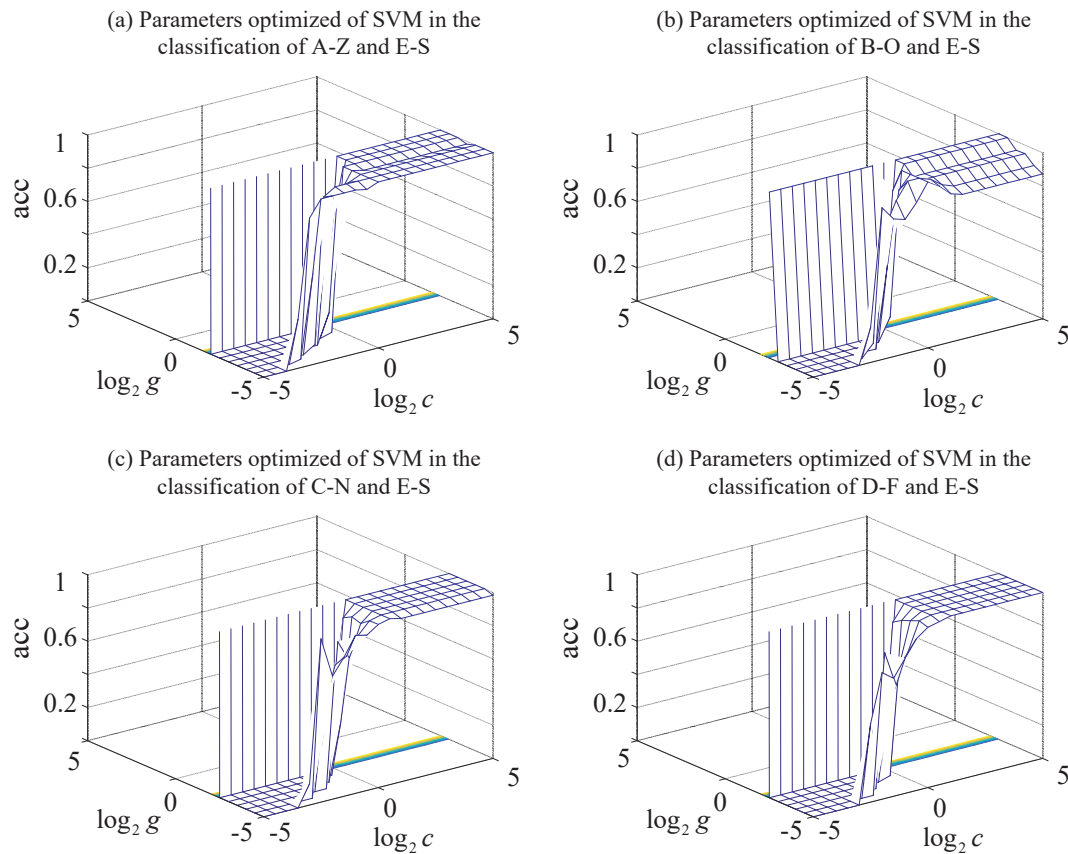 (a) Parameters optimized of SVM in the
classification of A-Z and E-S
1
0.6
0.2
acc
5
0
-5
log₂ g
-5
0
5
log₂ c
(b) Parameters optimized of SVM in the
classification of B-O and E-S
1
0.6
0.2
acc
5
0
-5
log₂ g
-5
0
5
log₂ c
(c) Parameters optimized of SVM in the
classification of C-N and E-S
1
0.6
0.2
acc
5
0
-5
log₂ g
-5
0
5
log₂ c
(d) Parameters optimized of SVM in the
classification of D-F and E-S
1
0.6
0.2
acc
5
0
-5
log₂ g
-5
0
5
log₂ c